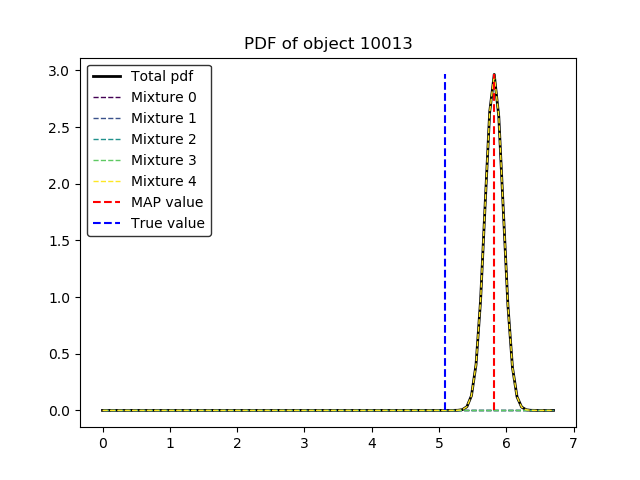 PDF of object 10013
3.0
2.5
2.0
1.5
1.0
0.5
0.0
Total pdf
Mixture 0
Mixture 1
Mixture 2
Mixture 3
Mixture 4
MAP value
True value
0 1 2 3 4 5 6 7